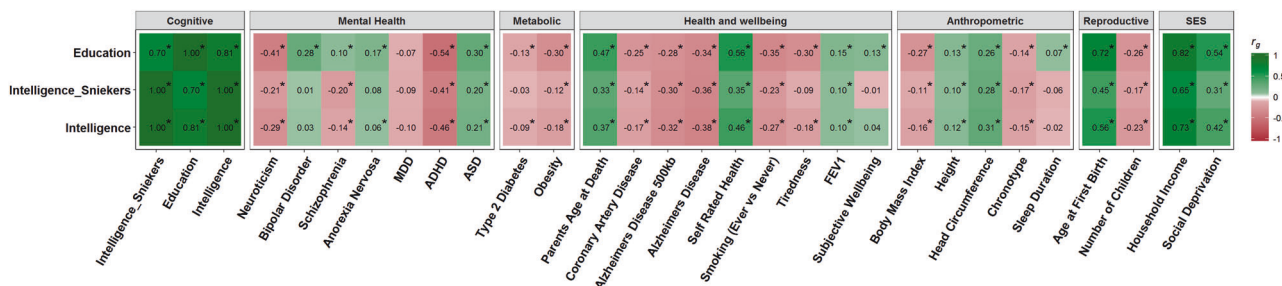 Cognitive Mental Health Metabolic Health and wellbeing Anthropometric Reproductive SES
Education 0.70* 1.00* 0.81* -0.41* 0.28* 0.10* 0.17* -0.07 -0.54* 0.30* -0.13* -0.30* 0.47* -0.25* -0.28* -0.34* 0.56* -0.35* -0.30* 0.15* 0.13* -0.27* 0.13* 0.26* -0.14* 0.07* 0.72* -0.26* 0.82* 0.54*
Intelligence_Sniekers 1.00* 0.70* 1.00* -0.21* 0.01 -0.20* 0.08 -0.09 -0.41* 0.20* -0.03 -0.12* 0.33* -0.14* -0.30* -0.36* 0.35* -0.23* -0.09 0.10* -0.01 -0.11* 0.10* 0.28* -0.17* -0.06 0.45* -0.17* 0.65* 0.31*
Intelligence 1.00* 0.81* 1.00* -0.29* 0.03 -0.14* 0.06* -0.10 -0.46* 0.21* -0.09* -0.18* 0.37* -0.17* -0.32* -0.38* 0.46* -0.27* -0.18* 0.10* 0.04 -0.16* 0.12* 0.31* -0.15* -0.02 0.56* -0.23* 0.73* 0.42*
Intelligence_Sniekers
Education
Intelligence
Neuroticism
Bipolar Disorder
Schizophrenia
Anorexia Nervosa
MDD
ADHD
ASD
Type 2 Diabetes
Obesity
Parents Age at Death
Coronary Artery Disease
Alzheimers Disease 500kb
Alzheimers Disease
Self Rated Health
Smoking (Ever vs Never)
Tiredness
FEV1
Subjective Wellbeing
Body Mass Index
Height
Head Circumference
Chronotype
Sleep Duration
Age at First Birth
Number of Children
Household Income
Social Deprivation
rg
1.0
0.5
0.0
-0.5
-1.0